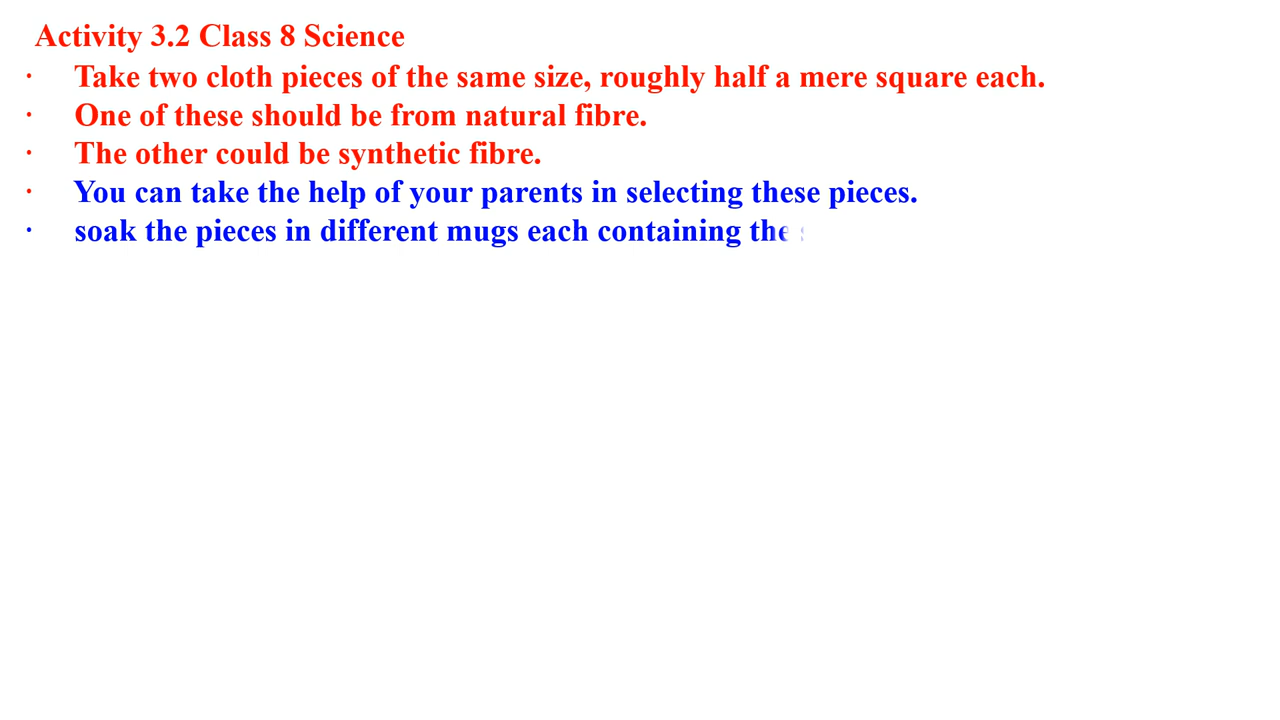 Activity 3.2 Class 8 Science
· Take two cloth pieces of the same size, roughly half a mere square each.
· One of these should be from natural fibre.
· The other could be synthetic fibre.
· You can take the help of your parents in selecting these pieces.
· soak the pieces in different mugs each containing the